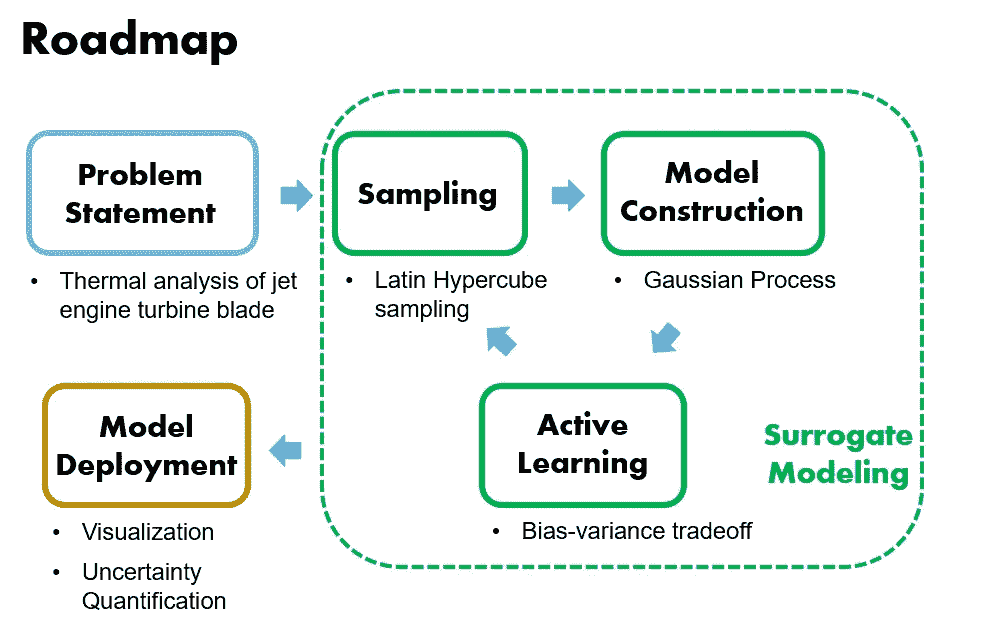 Roadmap
Problem
Statement
• Thermal analysis of jet
engine turbine blade
Sampling
• Latin Hypercube
sampling
Model
Construction
• Gaussian Process
Active
Learning
• Bias-variance tradeoff
Surrogate
Modeling
Model
Deployment
• Visualization
• Uncertainty
Quantification